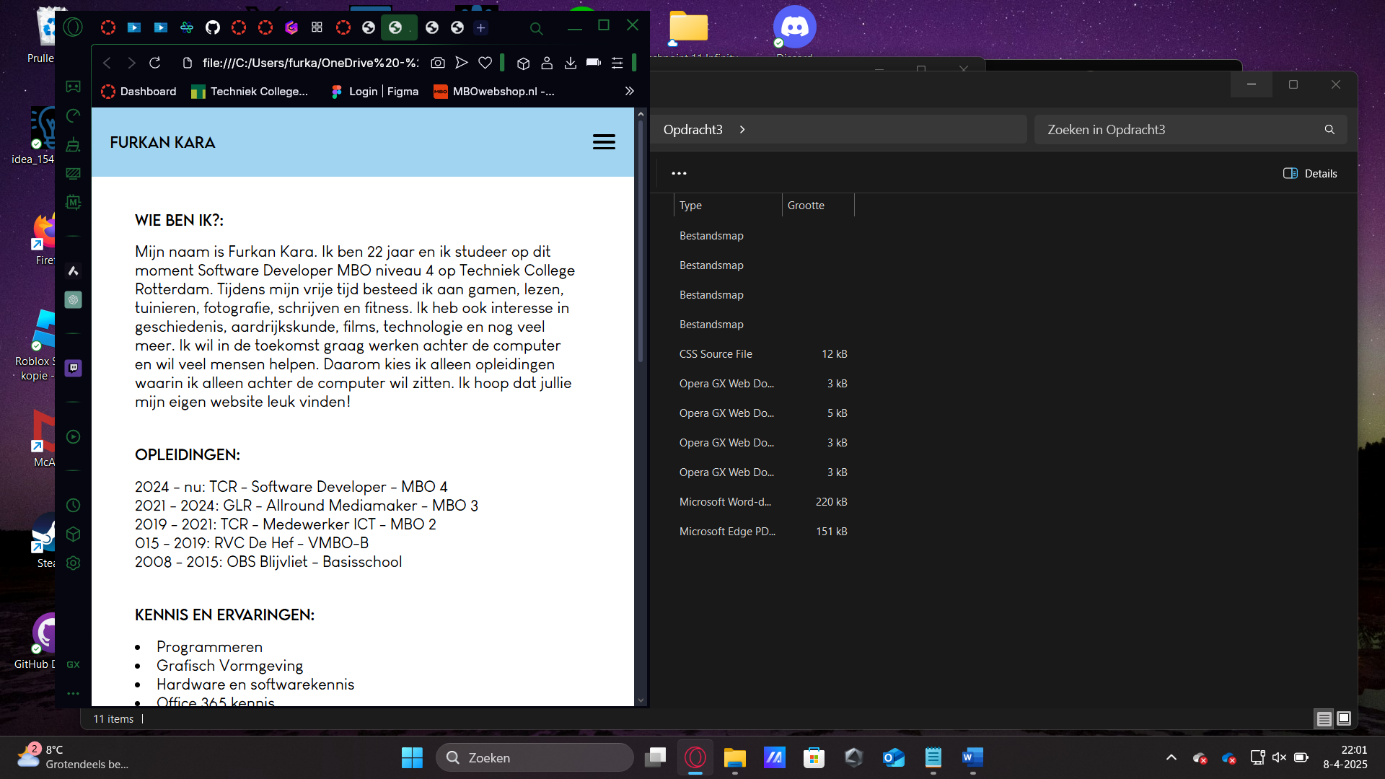 Prulle
idea_154
Firef
Roblox S
kopie -
McA
Stea
GitHub D
file:///C:/Users/furka/OneDrive%20-%
Dashboard
Techniek College...
Login | Figma
MBOwebshop.nl -...
FURKAN KARA
WIE BEN IK?:
Mijn naam is Furkan Kara. Ik ben 22 jaar en ik studeer op dit
moment Software Developer MBO niveau 4 op Techniek College
Rotterdam. Tijdens mijn vrije tijd besteed ik aan gamen, lezen,
tuinieren, fotografie, schrijven en fitness. Ik heb ook interesse in
geschiedenis, aardrijkskunde, films, technologie en nog veel
meer. Ik wil in de toekomst graag werken achter de computer
en wil veel mensen helpen. Daarom kies ik alleen opleidingen
waarin ik alleen achter de computer wil zitten. Ik hoop dat jullie
mijn eigen website leuk vinden!
OPLEIDINGEN:
2024 - nu: TCR - Software Developer - MBO 4
2021 - 2024: GLR - Allround Mediamaker - MBO 3
2019 - 2021: TCR - Medewerker ICT - MBO 2
015 - 2019: RVC De Hef - VMBO-B
2008 - 2015: OBS Blijvliet - Basisschool
KENNIS EN ERVARINGEN:
• Programmeren
• Grafisch Vormgeving
• Hardware en softwarekennis
• Office 365 kennis
GX
Opdracht3
Zoeken in Opdracht3
Details
Type Grootte
Bestandsmap
Bestandsmap
Bestandsmap
Bestandsmap
CSS Source File 12 kB
Opera GX Web Do... 3 kB
Opera GX Web Do... 5 kB
Opera GX Web Do... 3 kB
Opera GX Web Do... 3 kB
Microsoft Word-d... 220 kB
Microsoft Edge PD... 151 kB
11 items
2
8°C
Grotendeels be...
Zoeken
22:01
8-4-2025